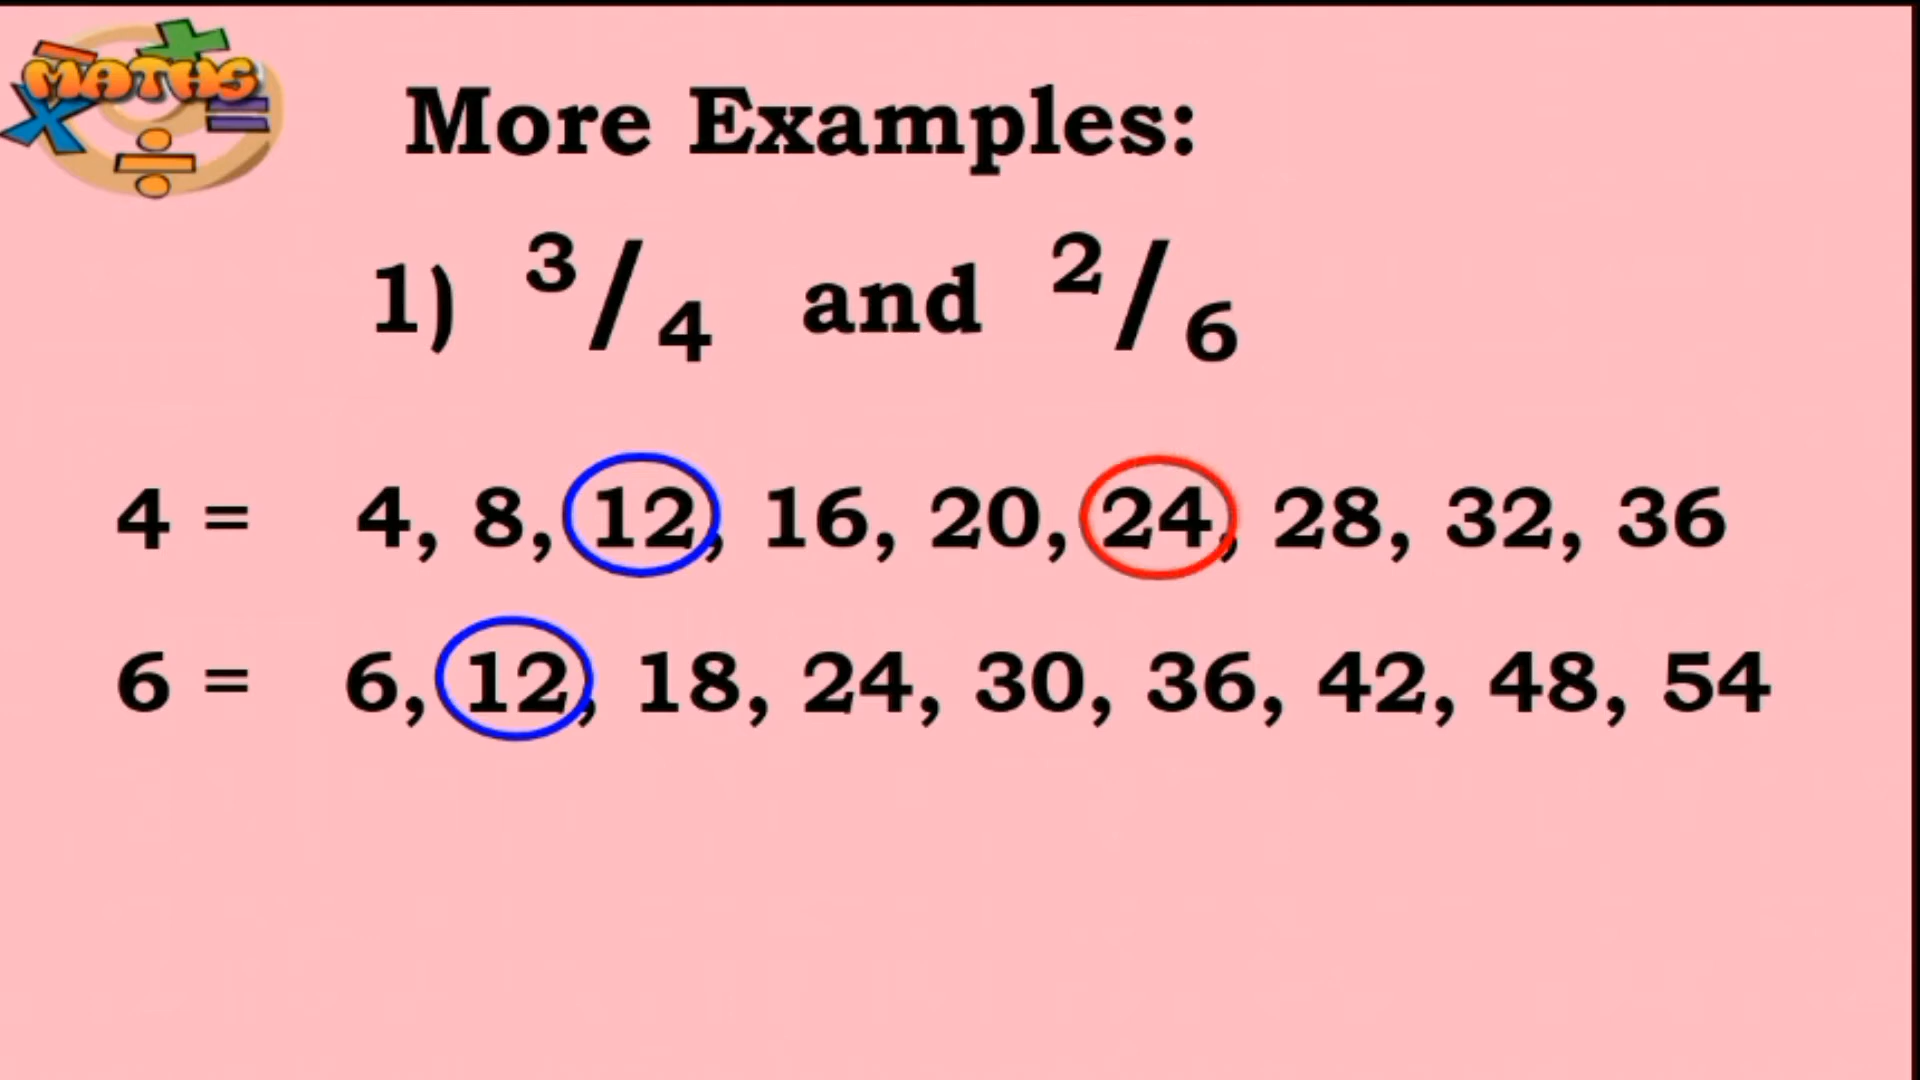 MATHS
More Examples:
1) 3/4 and 2/6
4 = 4, 8, 12, 16, 20, 24, 28, 32, 36
6 = 6, 12, 18, 24, 30, 36, 42, 48, 54